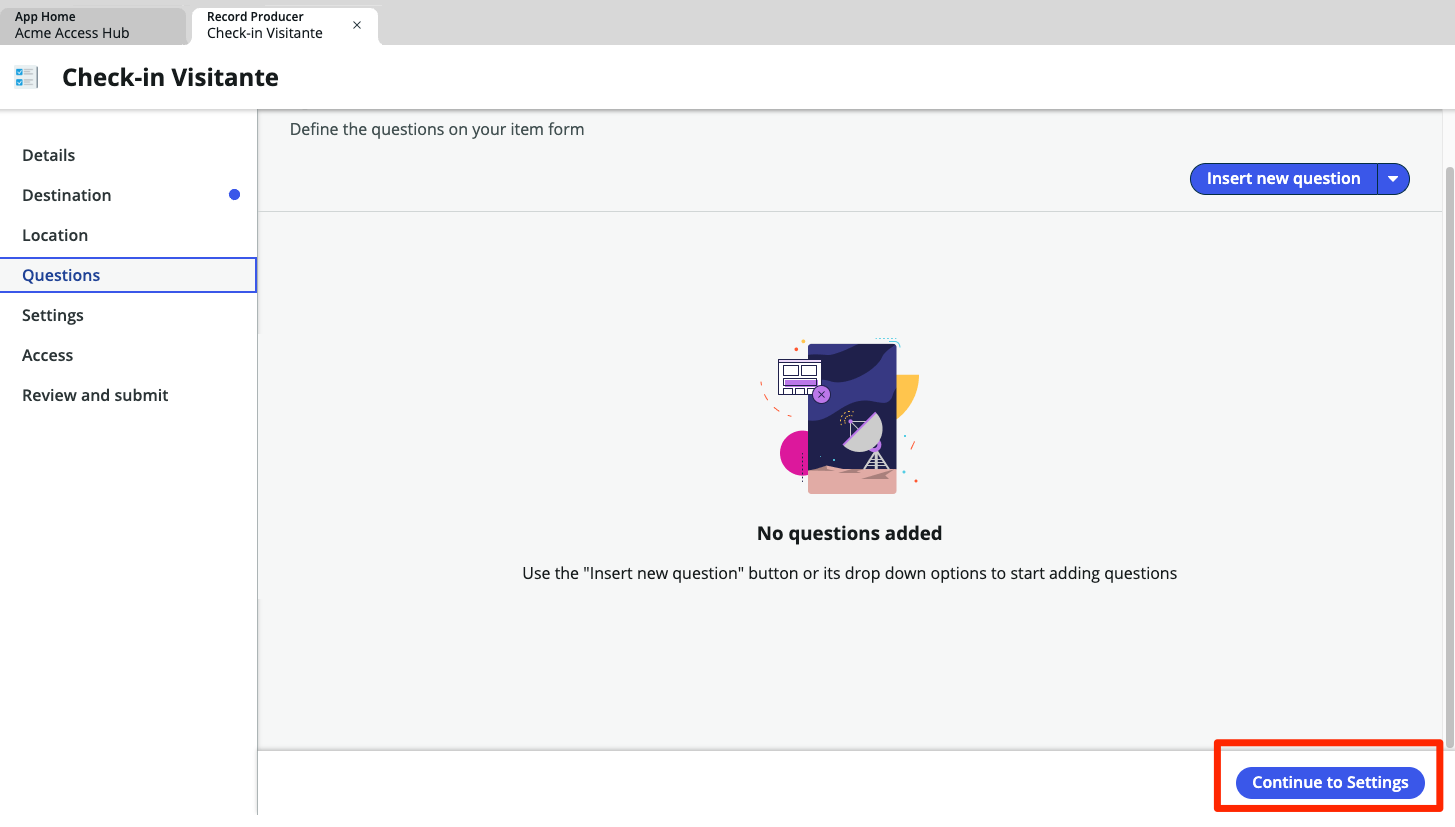 App Home
Acme Access Hub
Record Producer
Check-in Visitante
Check-in Visitante
Details
Destination
Location
Questions
Settings
Access
Review and submit
Define the questions on your item form
Insert new question
No questions added
Use the "Insert new question" button or its drop down options to start adding questions
Continue to Settings